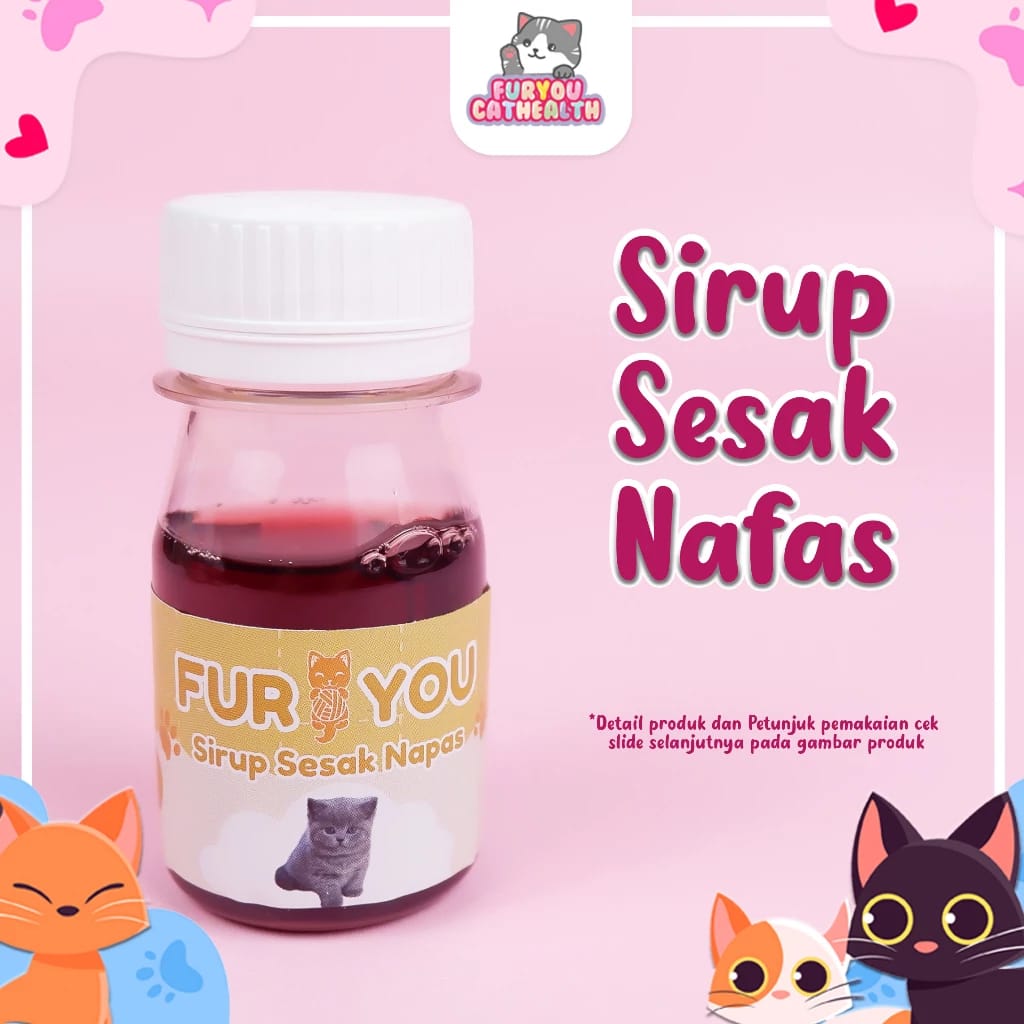 FURYOU
CATHEALTH
Sirup
Sesak
Nafas
FUR YOU
Sirup Sesak Napas
*Detail produk dan Petunjuk pemakaian cek
slide selanjutnya pada gambar produk